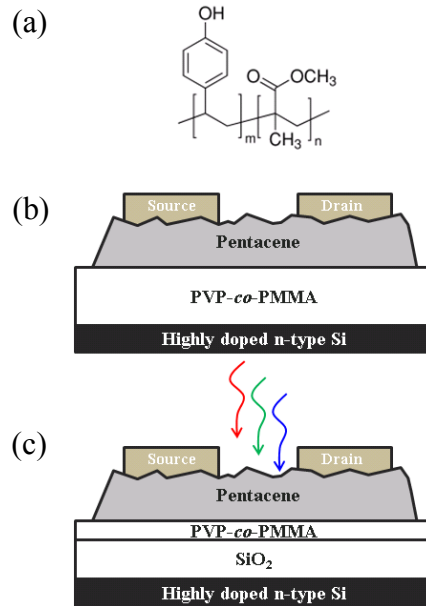 (a)
OH
O
O
CH₃
CH₃
m
n
(b)
Source
Drain
Pentacene
PVP-co-PMMA
Highly doped n-type Si
(c)
Source
Drain
Pentacene
PVP-co-PMMA
SiO₂
Highly doped n-type Si